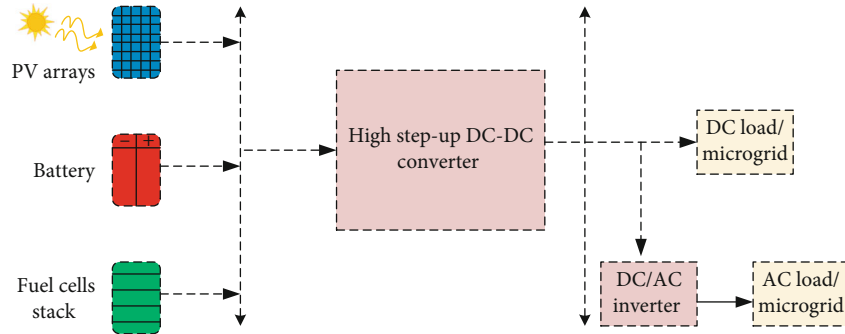 PV arrays
− +
Battery
Fuel cells
stack
High step-up DC-DC
converter
DC load/
microgrid
DC/AC
inverter
AC load/
microgrid